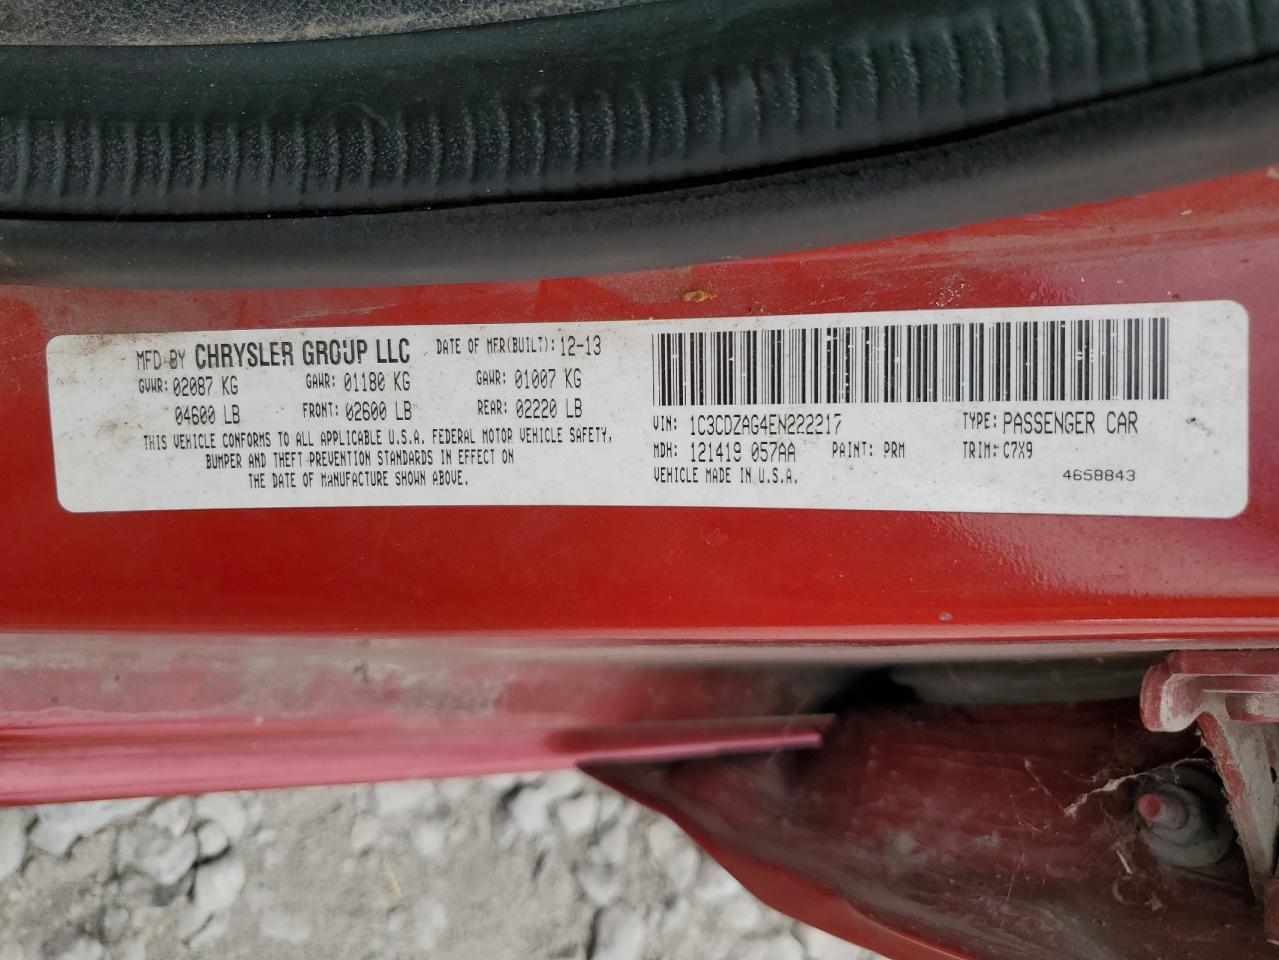 MFD BY CHRYSLER GROUP LLC DATE OF MFR(BUILT): 12-13
GVWR: 02087 KG GAWR: 01180 KG GAWR: 01007 KG
04600 LB FRONT: 02600 LB REAR: 02220 LB
THIS VEHICLE CONFORMS TO ALL APPLICABLE U.S.A. FEDERAL MOTOR VEHICLE SAFETY,
BUMPER AND THEFT PREVENTION STANDARDS IN EFFECT ON
THE DATE OF MANUFACTURE SHOWN ABOVE.
VIN: 1C3CDZAG4EN222217 TYPE: PASSENGER CAR
MDH: 121419 057AA PAINT: PRM TRIM: C7X9
VEHICLE MADE IN U.S.A. 4658843